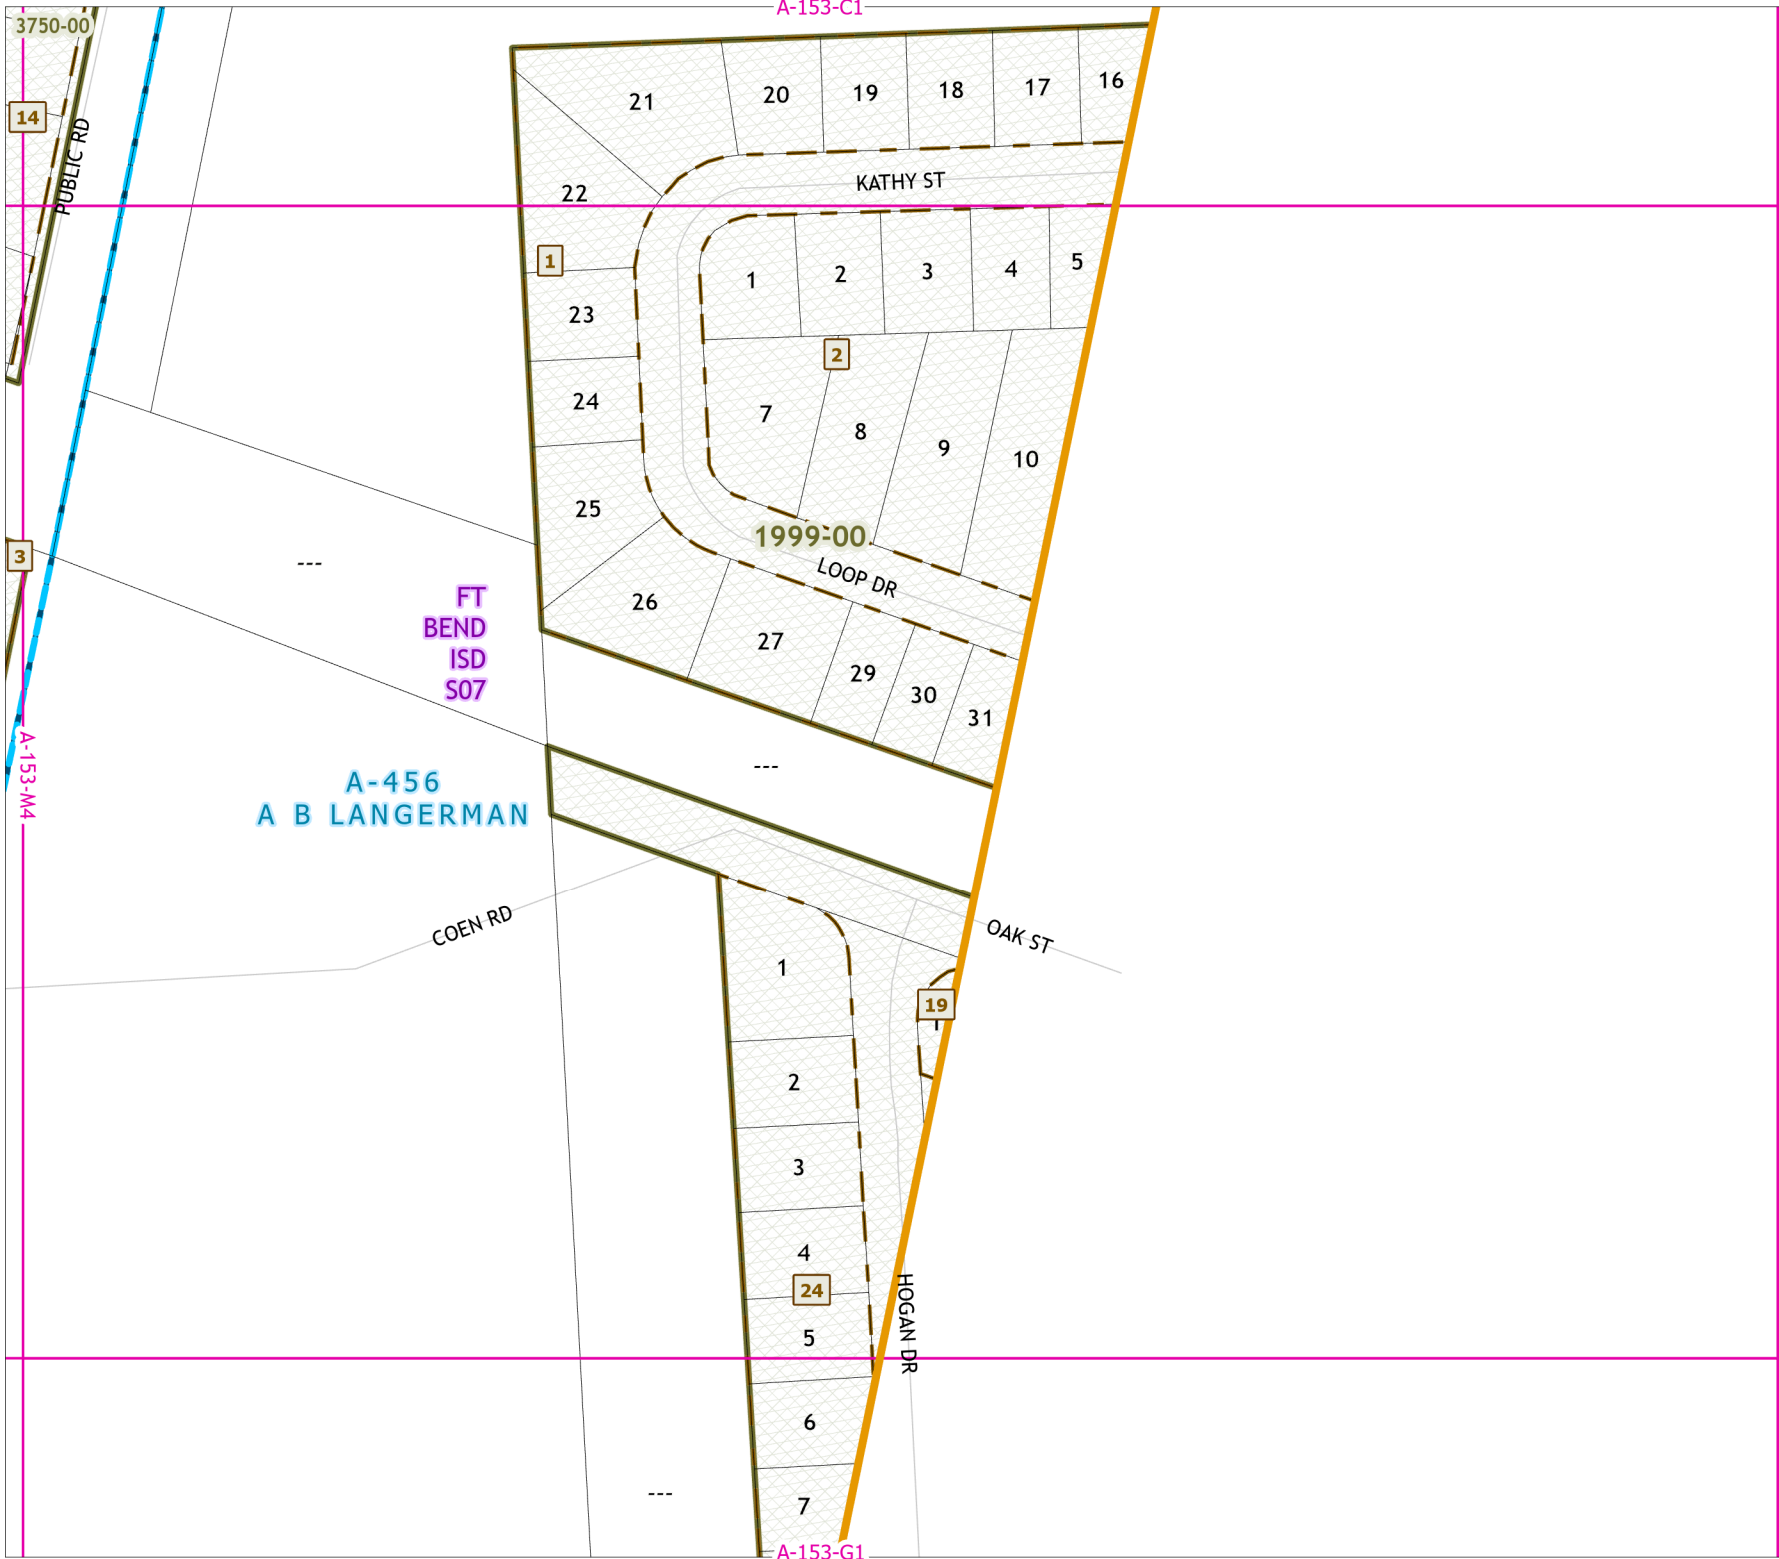 A-153-C1
3750-00
14
PUBLIC RD
21
20
19
18
17
16
KATHY ST
22
1
23
24
25
1
2
3
4
5
2
7
8
9
10
1999-00
LOOP DR
3
---
FT
BEND
ISD
S07
26
27
29
30
31
---
A-153-M4
A-456
A B LANGERMAN
COEN RD
OAK ST
1
19
2
3
4
24
5
HOGAN DR
6
7
---
A-153-G1